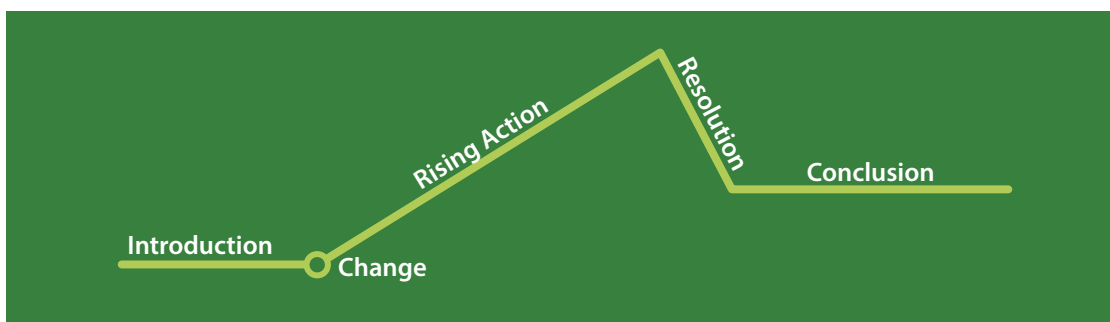 Introduction
Change
Rising Action
Resolution
Conclusion